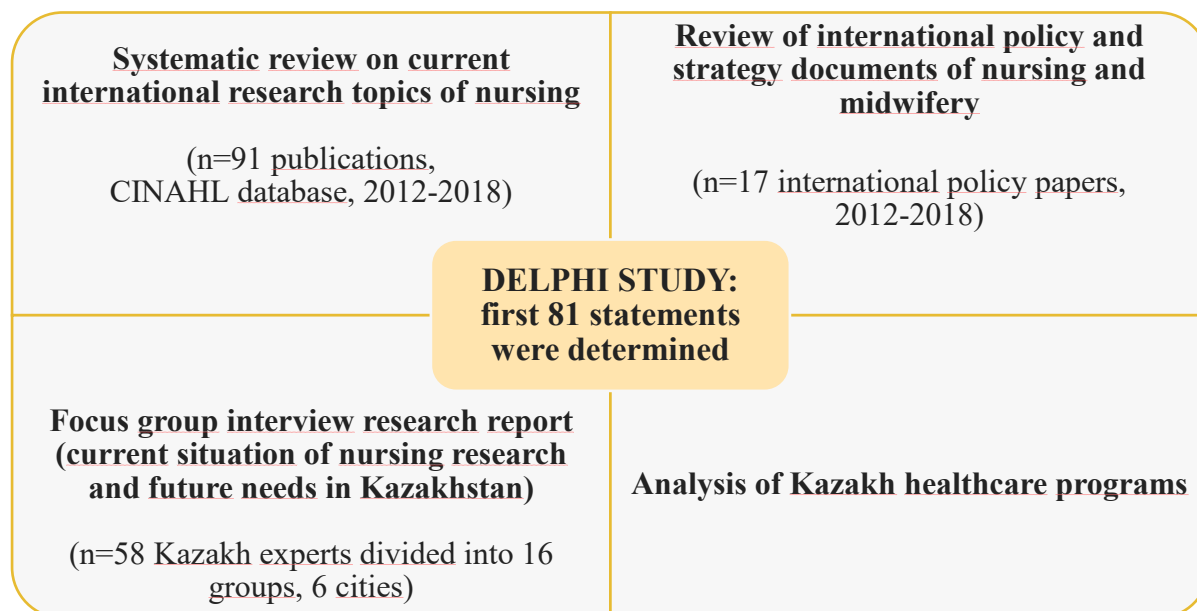 Systematic review on current
international research topics of nursing
(n=91 publications,
CINAHL database, 2012-2018)
Review of international policy and
strategy documents of nursing and
midwifery
(n=17 international policy papers,
2012-2018)
DELPHI STUDY:
first 81 statements
were determined
Focus group interview research report
(current situation of nursing research
and future needs in Kazakhstan)
(n=58 Kazakh experts divided into 16
groups, 6 cities)
Analysis of Kazakh healthcare programs